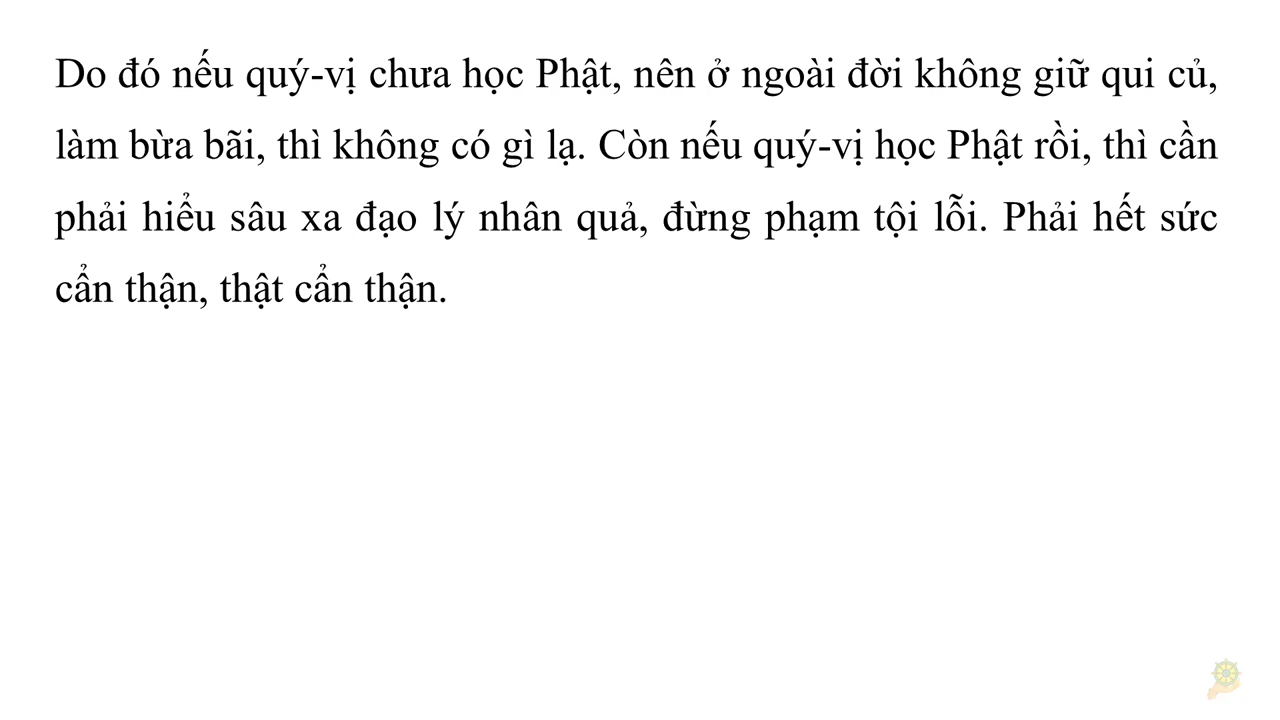 Do đó nếu quý-vị chưa học Phật, nên ở ngoài đời không giữ qui củ,
làm bừa bãi, thì không có gì lạ. Còn nếu quý-vị học Phật rồi, thì cần
phải hiểu sâu xa đạo lý nhân quả, đừng phạm tội lỗi. Phải hết sức
cẩn thận, thật cẩn thận.